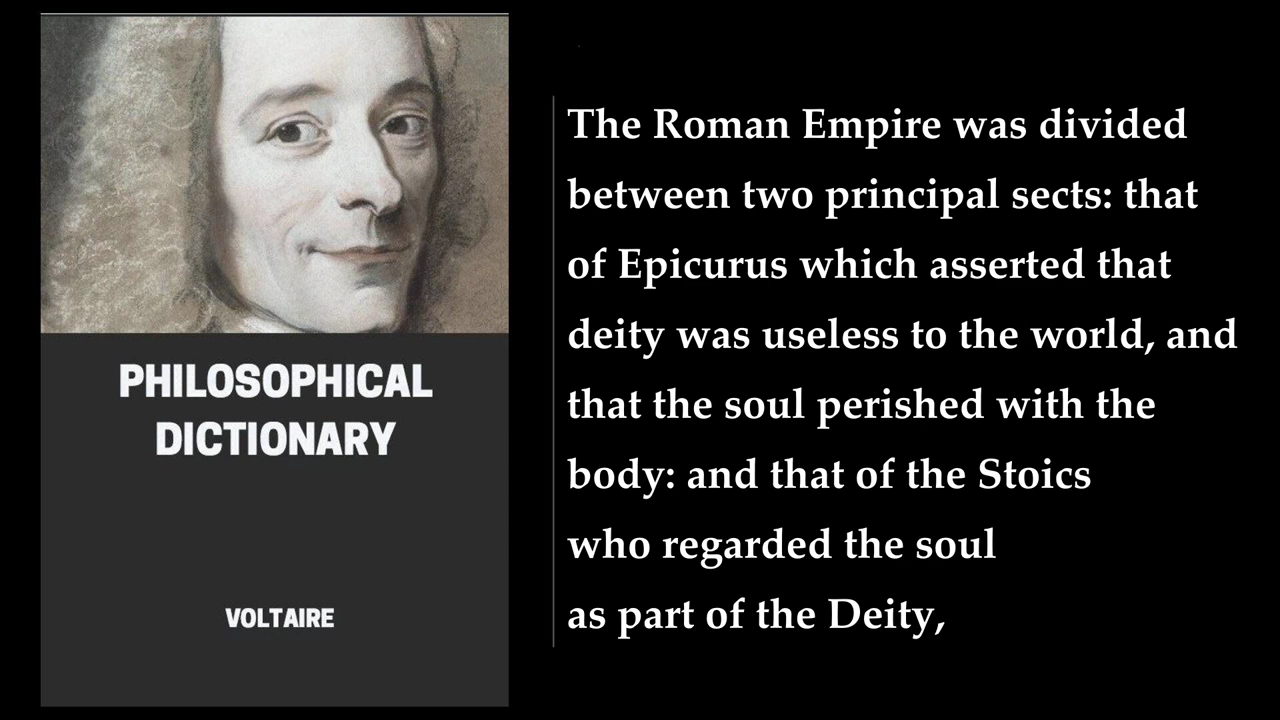 PHILOSOPHICAL
DICTIONARY
VOLTAIRE
The Roman Empire was divided
between two principal sects: that
of Epicurus which asserted that
deity was useless to the world, and
that the soul perished with the
body: and that of the Stoics
who regarded the soul
as part of the Deity,